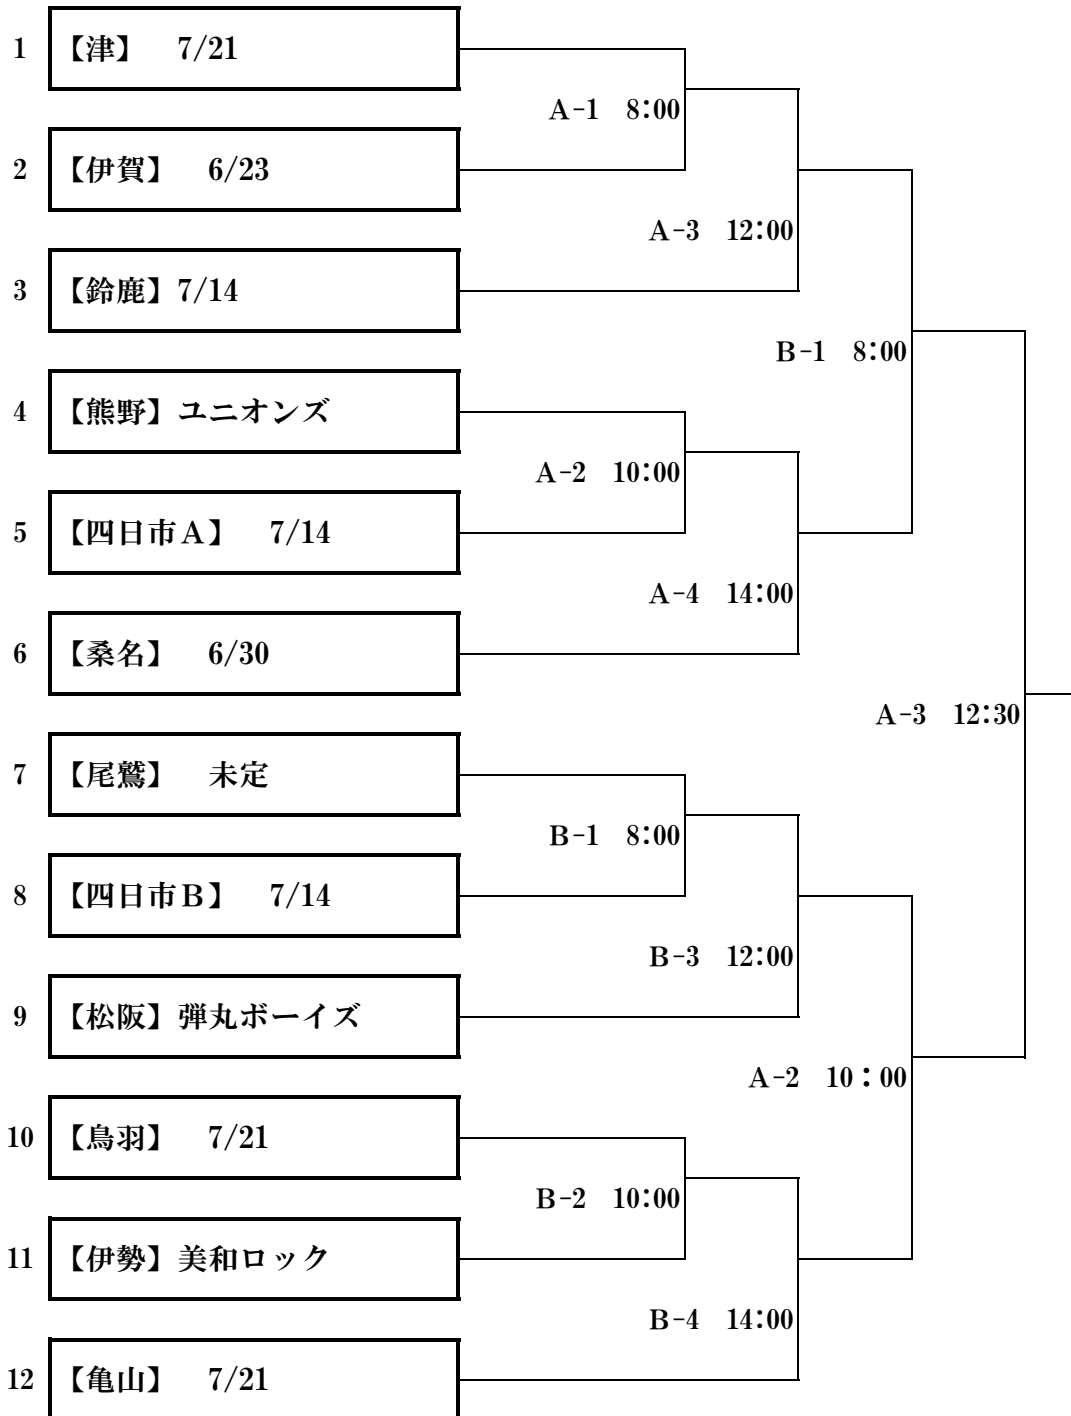 1 【津】 7/21
A-1 8:00
2 【伊賀】 6/23
A-3 12:00
3 【鈴鹿】7/14
B-1 8:00
4 【熊野】ユニオンズ
A-2 10:00
5 【四日市A】 7/14
A-4 14:00
6 【桑名】 6/30
A-3 12:30
7 【尾鷲】 未定
B-1 8:00
8 【四日市B】 7/14
B-3 12:00
9 【松阪】弾丸ボーイズ
A-2 10:00
10 【鳥羽】 7/21
B-2 10:00
11 【伊勢】美和ロック
B-4 14:00
12 【亀山】 7/21